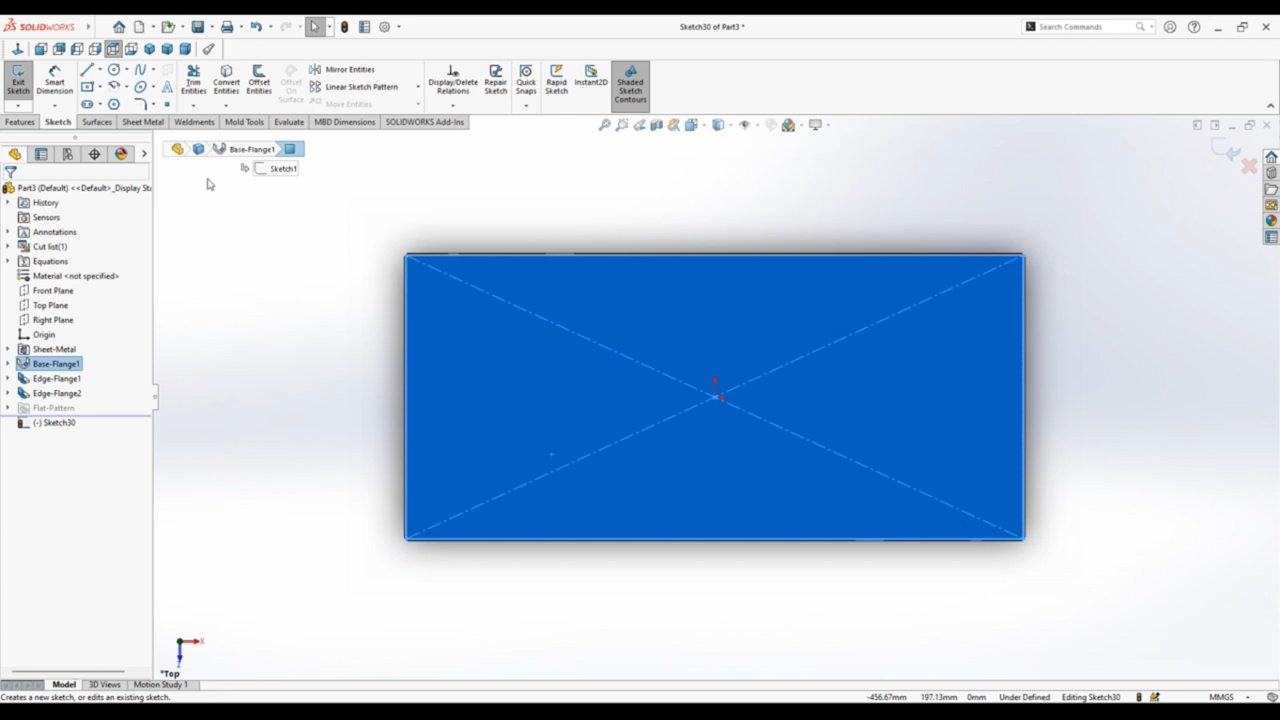 SOLIDWORKS
Sketch30 of Part3 *
Search Commands
Exit Sketch
Smart Dimension
Trim Entities
Convert Entities
Offset Entities
Offset On Surface
Mirror Entities
Linear Sketch Pattern
Move Entities
Display/Delete Relations
Repair Sketch
Quick Snaps
Rapid Sketch
Instant2D
Shaded Sketch Contours
Features
Sketch
Surfaces
Sheet Metal
Weldments
Mold Tools
Evaluate
MBD Dimensions
SOLIDWORKS Add-Ins
Base-Flange1
Sketch1
Part3 (Default) <<Default>_Display Sta
History
Sensors
Annotations
Cut list(1)
Equations
Material <not specified>
Front Plane
Top Plane
Right Plane
Origin
Sheet-Metal
Base-Flange1
Edge-Flange1
Edge-Flange2
Flat-Pattern
(-) Sketch30
X
Z
*Top
Model
3D Views
Motion Study 1
Creates a new sketch, or edits an existing sketch.
-456.67mm
197.13mm
0mm
Under Defined
Editing Sketch30
MMGS